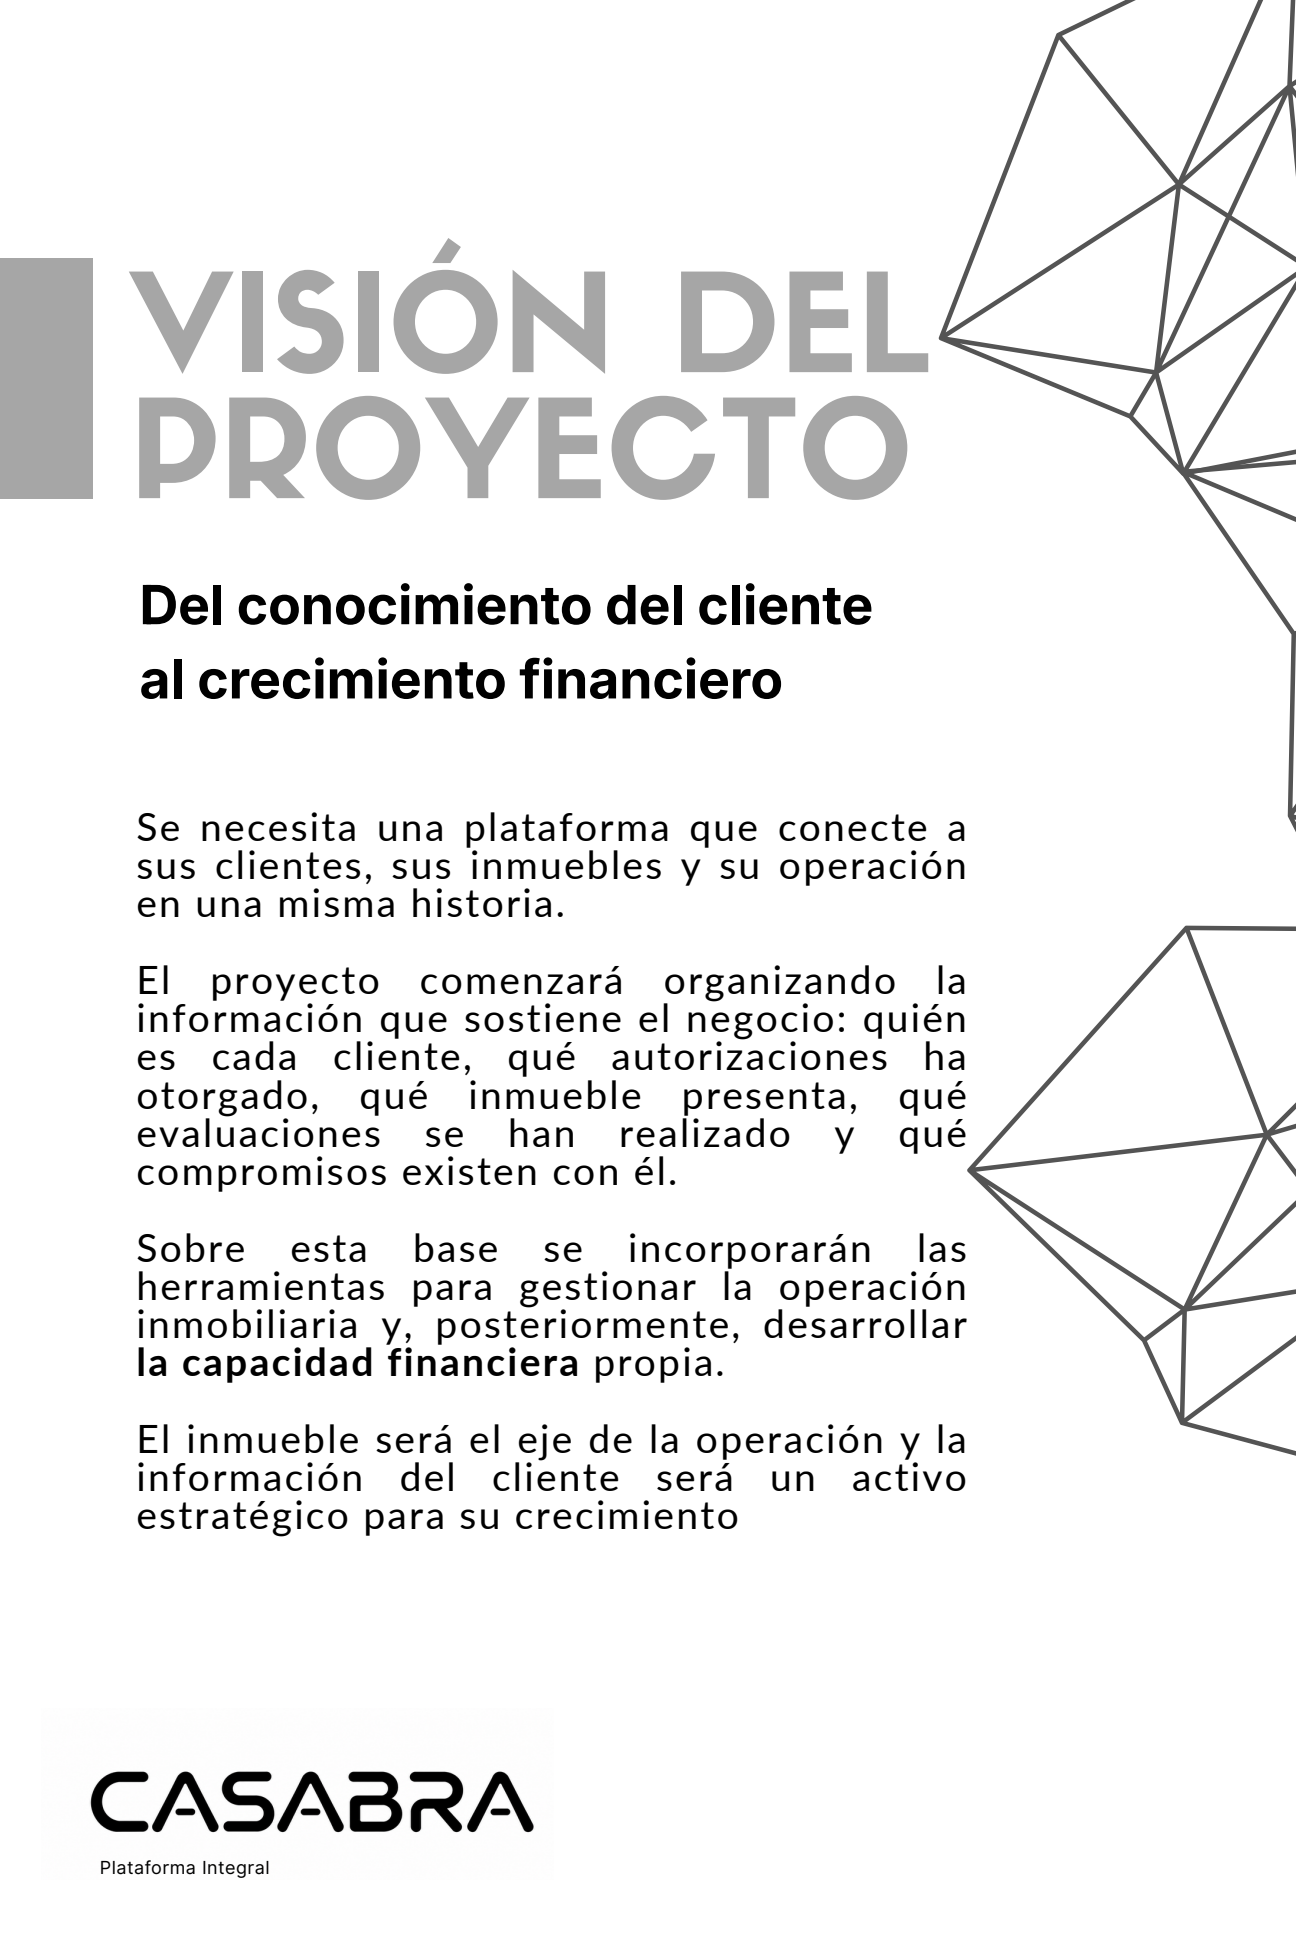 VISIÓN DEL
PROYECTO
Del conocimiento del cliente
al crecimiento financiero
Se necesita una plataforma que conecte a
sus clientes, sus inmuebles y su operación
en una misma historia.
El proyecto comenzará organizando la
información que sostiene el negocio: quién
es cada cliente, qué autorizaciones ha
otorgado, qué inmueble presenta, qué
evaluaciones se han realizado y qué
compromisos existen con él.
Sobre esta base se incorporarán las
herramientas para gestionar la operación
inmobiliaria y, posteriormente, desarrollar
la capacidad financiera propia.
El inmueble será el eje de la operación y la
información del cliente será un activo
estratégico para su crecimiento
CASABRA
Plataforma Integral